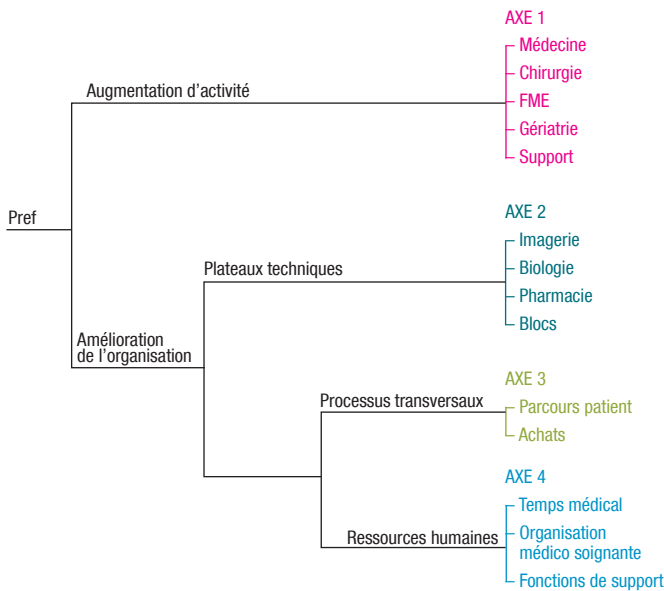 AXE 1
Médecine
Chirurgie
FME
Gériatrie
Support
Augmentation d'activité
Pref
AXE 2
Imagerie
Biologie
Pharmacie
Blocs
Plateaux techniques
Amélioration
de l'organisation
AXE 3
Parcours patient
Achats
Processus transversaux
AXE 4
Temps médical
Organisation
médico soignante
Fonctions de support
Ressources humaines